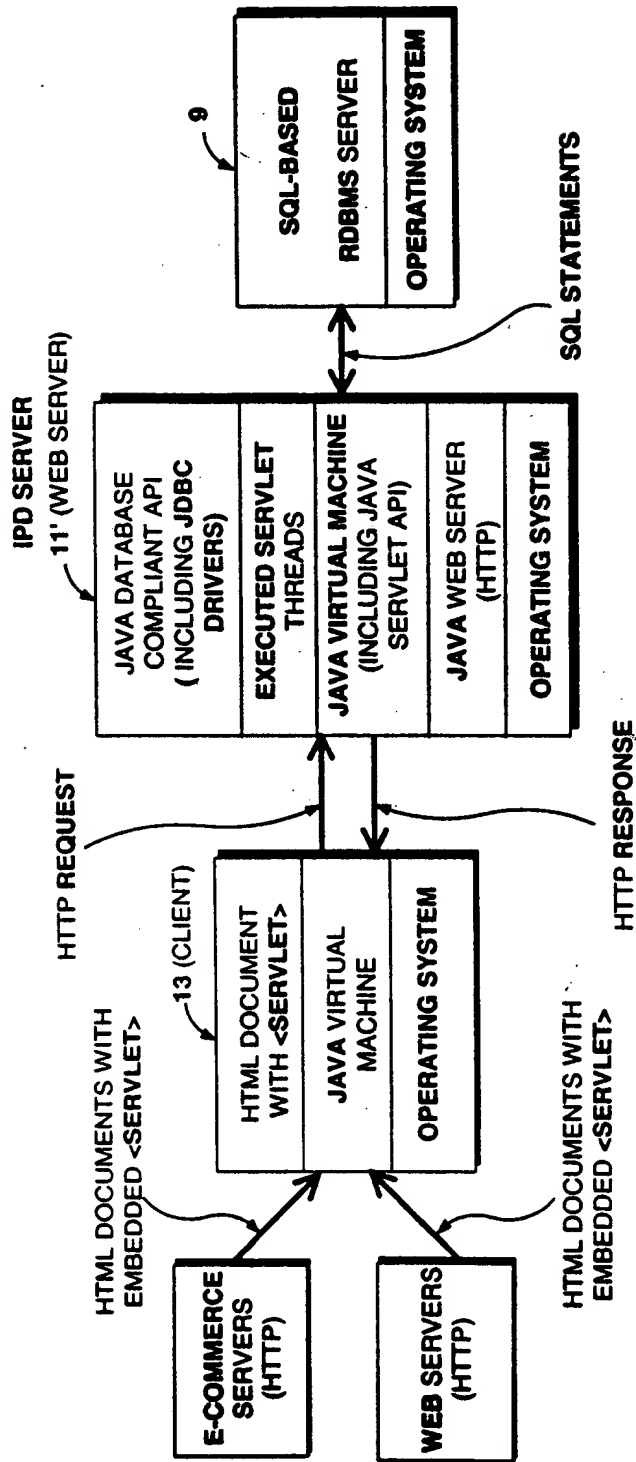 E-COMMERCE
SERVERS
(HTTP)
WEB SERVERS
(HTTP)
HTML DOCUMENTS WITH
EMBEDDED <SERVLET>
HTML DOCUMENTS WITH
EMBEDDED <SERVLET>
13 (CLIENT)
HTML DOCUMENT
WITH <SERVLET>
JAVA VIRTUAL
MACHINE
OPERATING SYSTEM
HTTP REQUEST
HTTP RESPONSE
IPD SERVER
11' (WEB SERVER)
JAVA DATABASE
COMPLIANT API
( INCLUDING JDBC
DRIVERS)
EXECUTED SERVLET
THREADS
JAVA VIRTUAL MACHINE
(INCLUDING JAVA
SERVLET API)
JAVA WEB SERVER
(HTTP)
OPERATING SYSTEM
SQL STATEMENTS
9
SQL-BASED
RDBMS SERVER
OPERATING SYSTEM